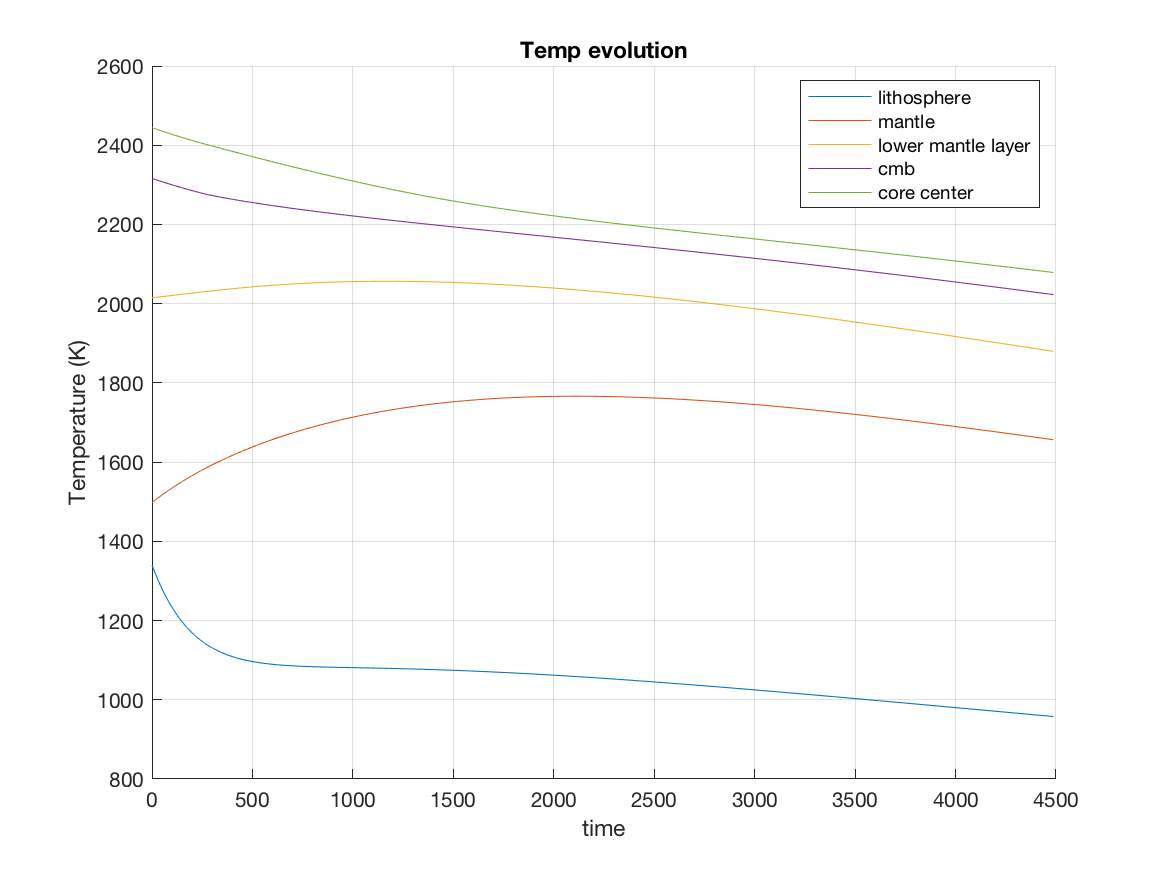 Temp evolution
2600
2400
2200
2000
1800
1600
1400
1200
1000
800
Temperature (K)
lithosphere
mantle
lower mantle layer
cmb
core center
0 500 1000 1500 2000 2500 3000 3500 4000 4500
time